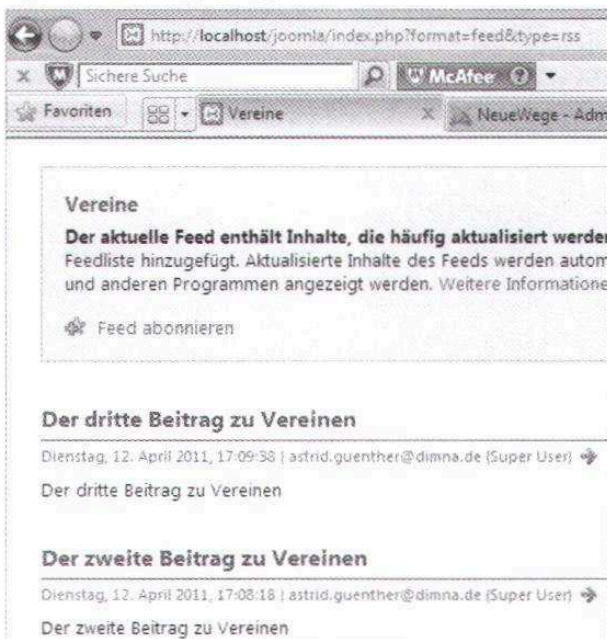 http://localhost/joomla/index.php?format=feed&type=rss
Sichere Suche McAfee
Favoriten Vereine NeueWege - Adm
Vereine
Der aktuelle Feed enthält Inhalte, die häufig aktualisiert werder
Feedliste hinzugefügt. Aktualisierte Inhalte des Feeds werden autom
und anderen Programmen angezeigt werden. Weitere Informatione
Feed abonnieren
Der dritte Beitrag zu Vereinen
Dienstag, 12. April 2011, 17:09:38 | astrid.guenther@dimna.de (Super User)
Der dritte Beitrag zu Vereinen
Der zweite Beitrag zu Vereinen
Dienstag, 12. April 2011, 17:08:18 | astrid.guenther@dimna.de (Super User)
Der zweite Beitrag zu Vereinen